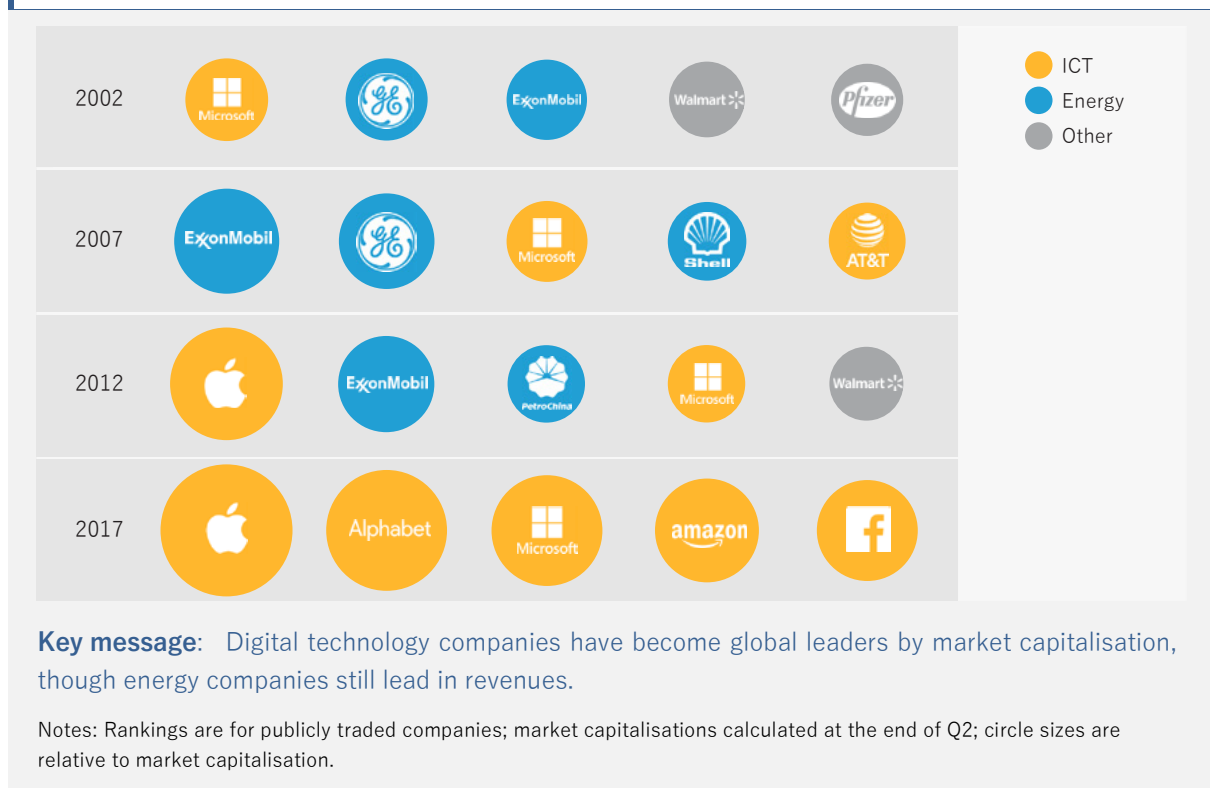 2002
Microsoft
GE
ExxonMobil
Walmart
Pfizer
ICT
Energy
Other
2007
ExxonMobil
GE
Microsoft
Shell
AT&T
2012
ExxonMobil
PetroChina
Microsoft
Walmart
2017
Alphabet
Microsoft
amazon
f
Key message: Digital technology companies have become global leaders by market capitalisation,
though energy companies still lead in revenues.
Notes: Rankings are for publicly traded companies; market capitalisations calculated at the end of Q2; circle sizes are
relative to market capitalisation.